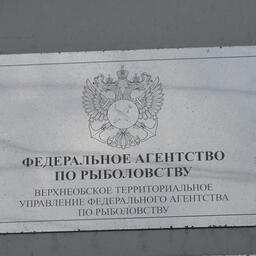 ФЕДЕРАЛЬНОЕ АГЕНТСТВО
ПО РЫБОЛОВСТВУ
ВЕРХНЕОБСКОЕ ТЕРРИТОРИАЛЬНОЕ
УПРАВЛЕНИЕ ФЕДЕРАЛЬНОГО АГЕНТСТВА
ПО РЫБОЛОВСТВУ